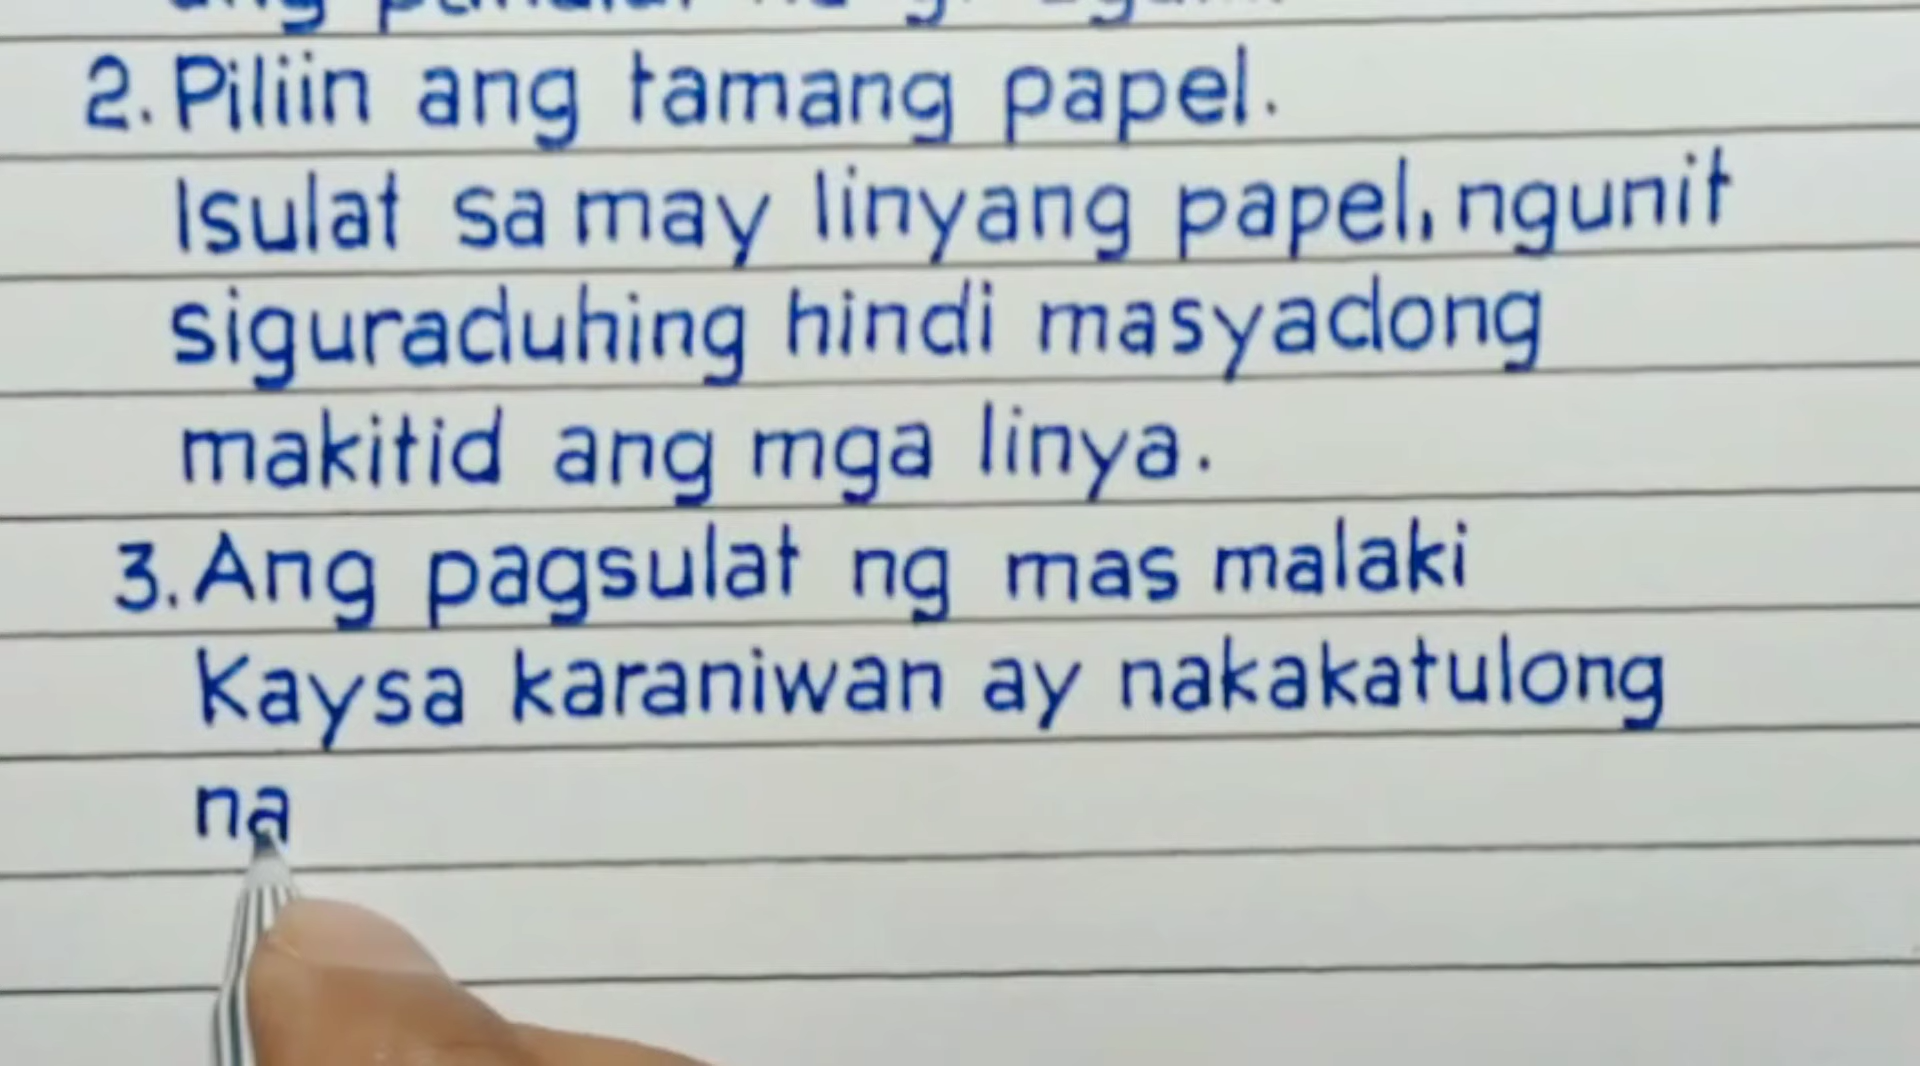 2. Piliin ang tamang papel.
Isulat sa may linyang papel, ngunit
siguraduhing hindi masyadong
makitid ang mga linya.
3. Ang pagsulat ng mas malaki
kaysa karaniwan ay nakakatulong
na